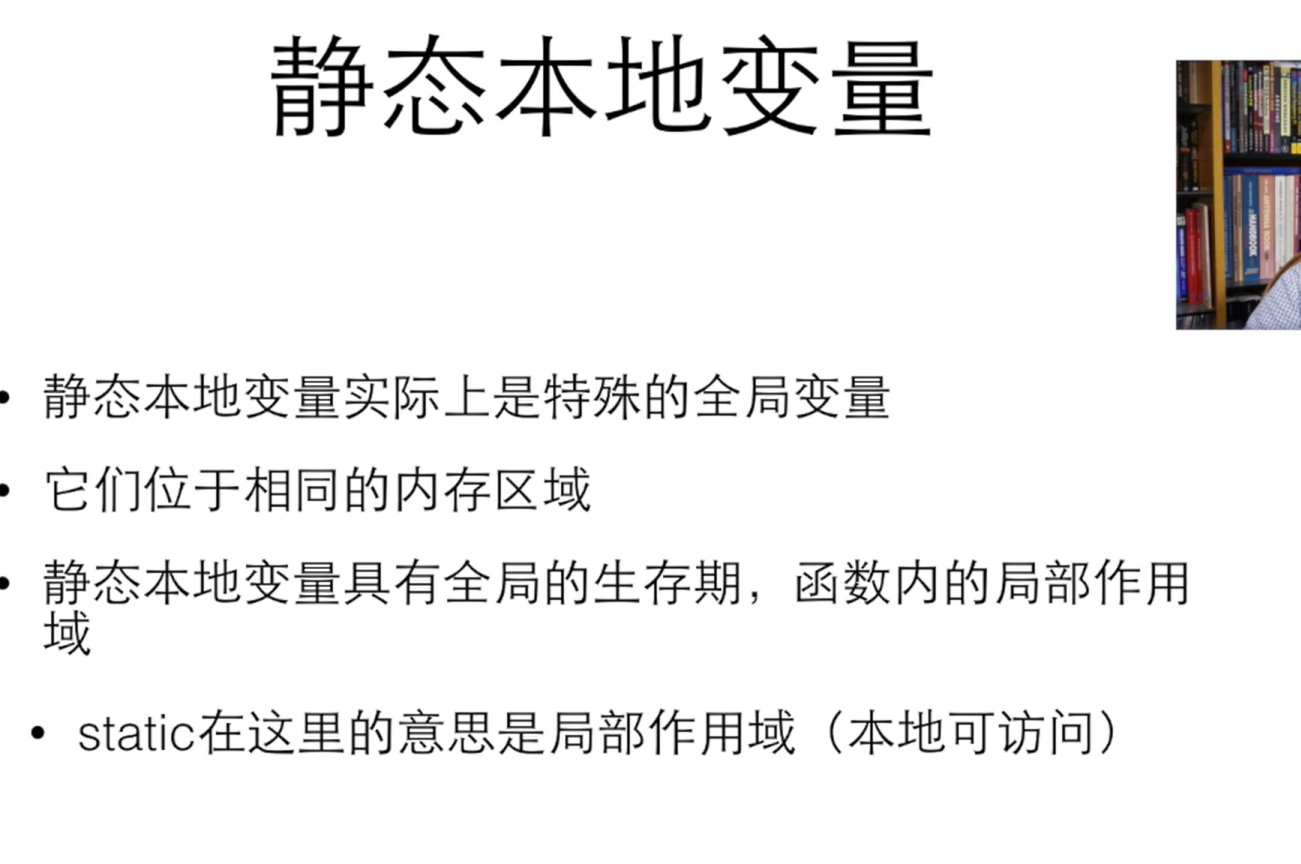 静态本地变量
• 静态本地变量实际上是特殊的全局变量
• 它们位于相同的内存区域
• 静态本地变量具有全局的生存期，函数内的局部作用
域
• static在这里的意思是局部作用域（本地可访问）
HANDBOOK
ANTENNA BOOK